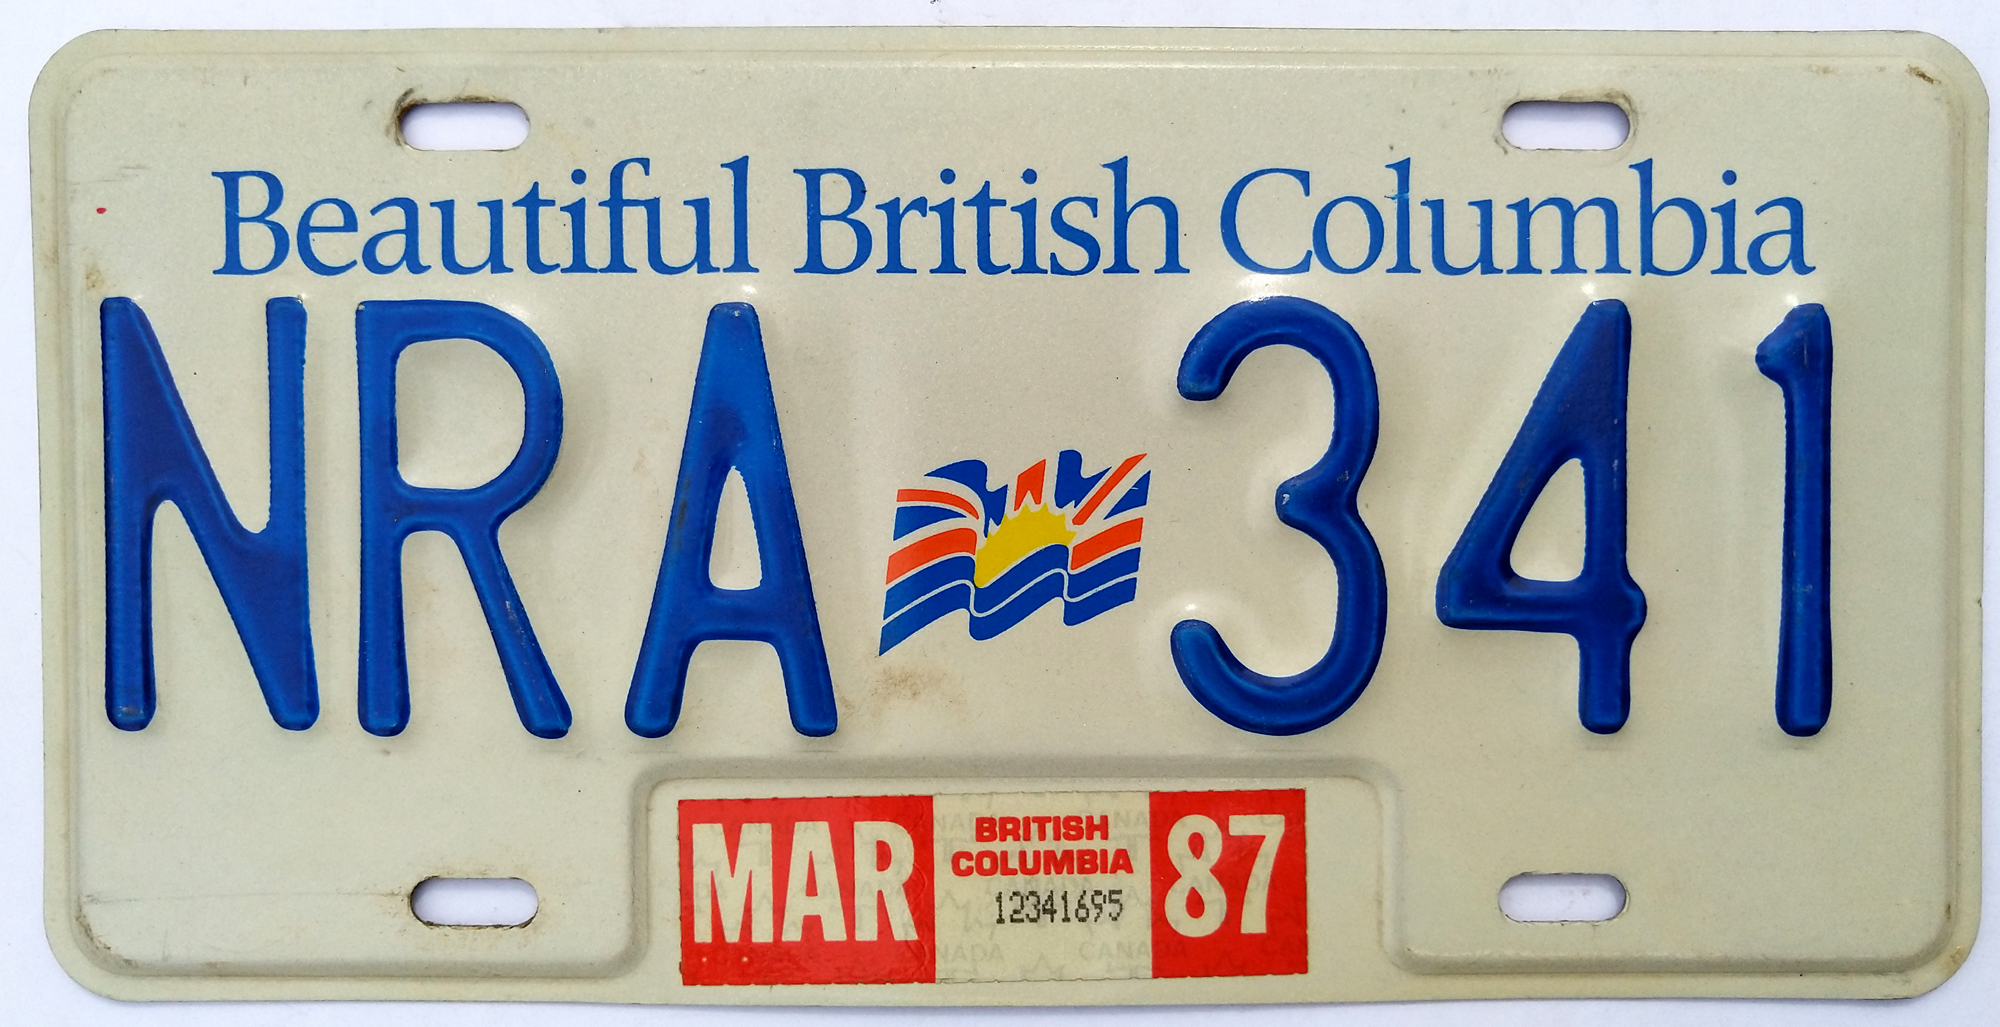 Beautiful British Columbia
NRA 341
MAR BRITISH COLUMBIA 87
12341695